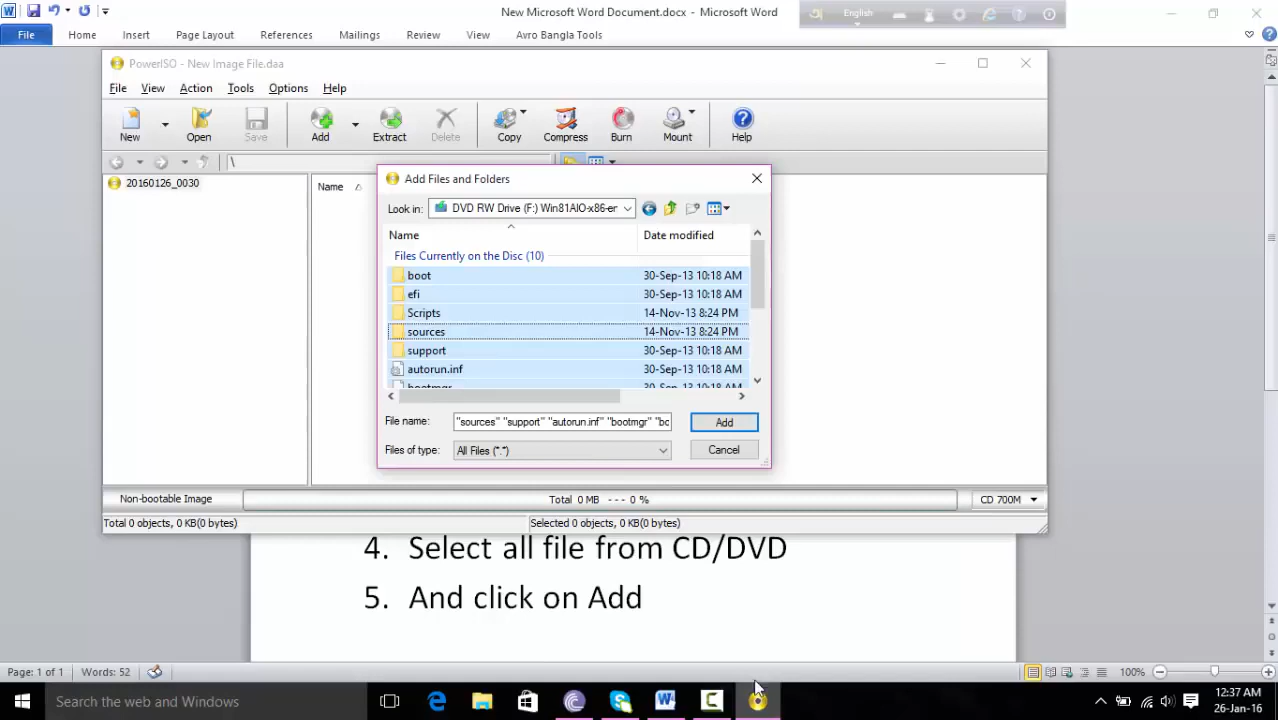 New Microsoft Word Document.docx - Microsoft Word
English
File Home Insert Page Layout References Mailings Review View Avro Bangla Tools
PowerISO - New Image File.daa
File View Action Tools Options Help
New Open Save Add Extract Delete Copy Compress Burn Mount Help
\
20160126_0030
Name
Add Files and Folders
Look in: DVD RW Drive (F:) Win81AIO-x86-er
Name Date modified
Files Currently on the Disc (10)
boot 30-Sep-13 10:18 AM
efi 30-Sep-13 10:18 AM
Scripts 14-Nov-13 8:24 PM
sources 14-Nov-13 8:24 PM
support 30-Sep-13 10:18 AM
autorun.inf 30-Sep-13 10:18 AM
bootmgr 30-Sep-13 10:18 AM
File name: "sources" "support" "autorun.inf" "bootmgr" "bc Add
Files of type: All Files (*.*) Cancel
Non-bootable Image Total 0 MB - - - 0 % CD 700M
Total 0 objects, 0 KB(0 bytes) Selected 0 objects, 0 KB(0 bytes)
4. Select all file from CD/DVD
5. And click on Add
Page: 1 of 1 Words: 52 100%
Search the web and Windows
12:37 AM
26-Jan-16